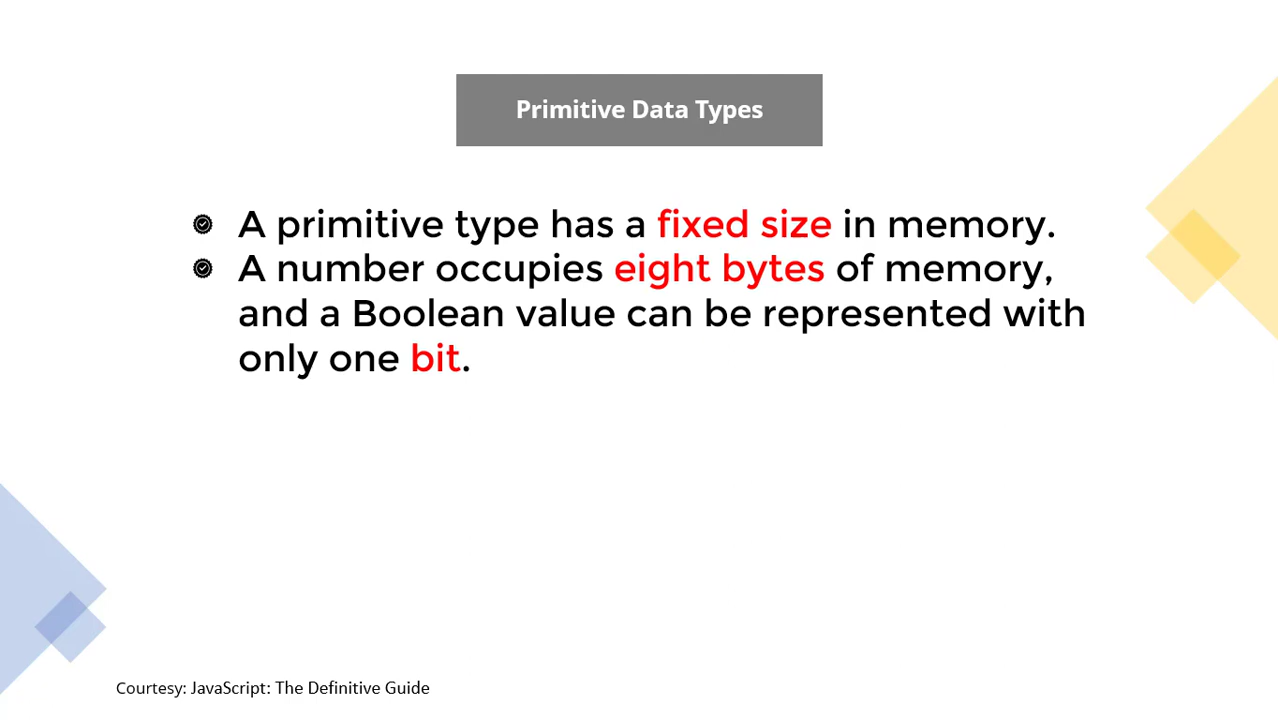 Primitive Data Types
A primitive type has a fixed size in memory.
A number occupies eight bytes of memory,
and a Boolean value can be represented with
only one bit.
Courtesy: JavaScript: The Definitive Guide